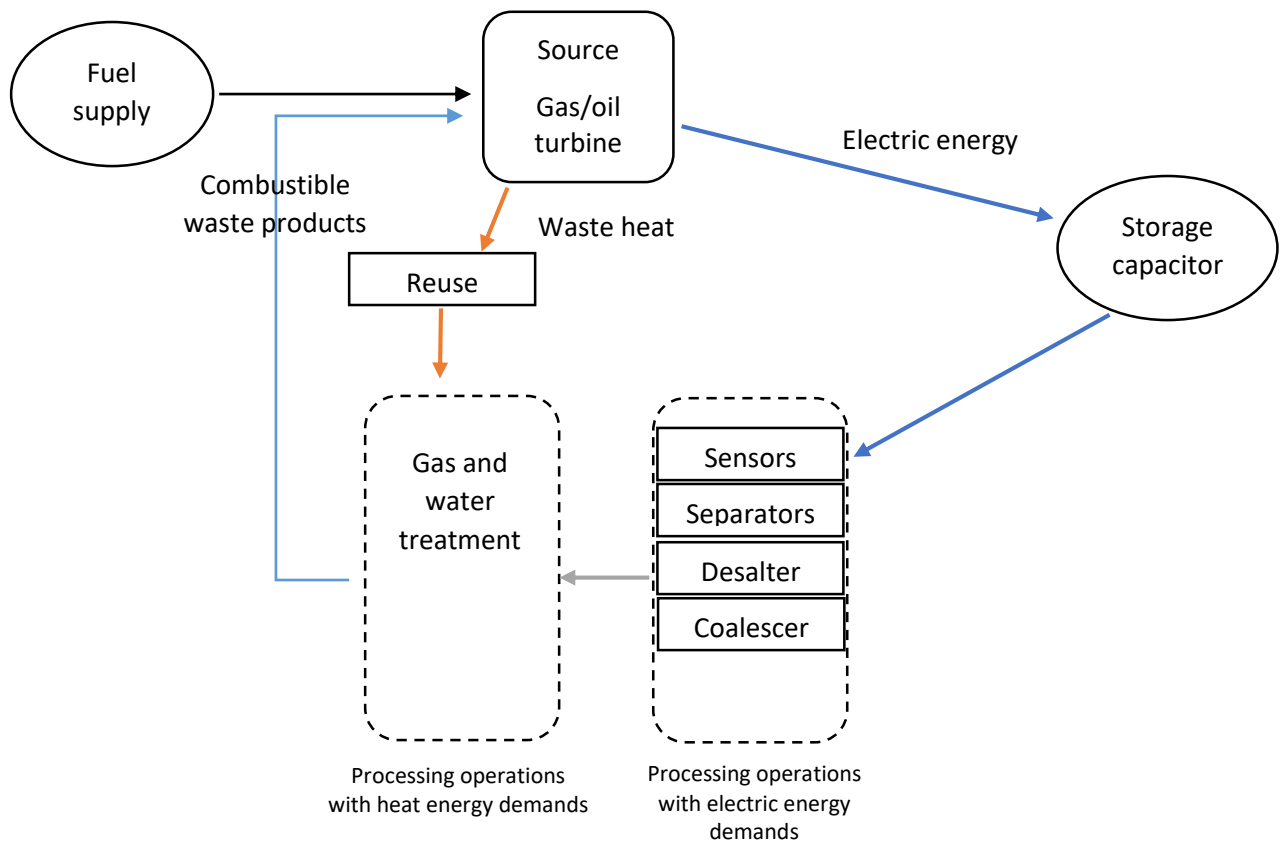 Fuel
supply
Source
Gas/oil
turbine
Electric energy
Combustible
waste products
Waste heat
Storage
capacitor
Reuse
Gas and
water
treatment
Sensors
Separators
Desalter
Coalescer
Processing operations
with heat energy demands
Processing operations
with electric energy
demands